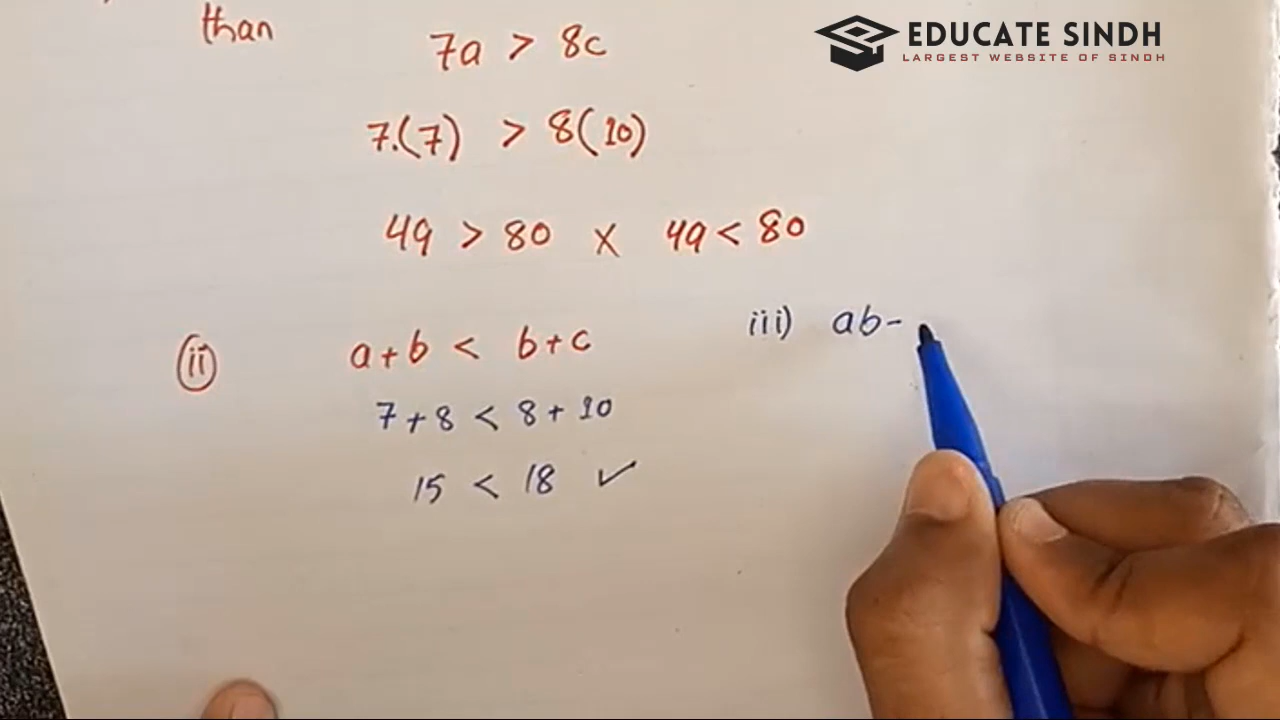 than
EDUCATE SINDH
LARGEST WEBSITE OF SINDH
7a > 8c
7.(7) > 8(10)
49 > 80 x 49 < 80
(ii) a+b < b+c
7+8 < 8+10
15 < 18 ✓
iii) ab-